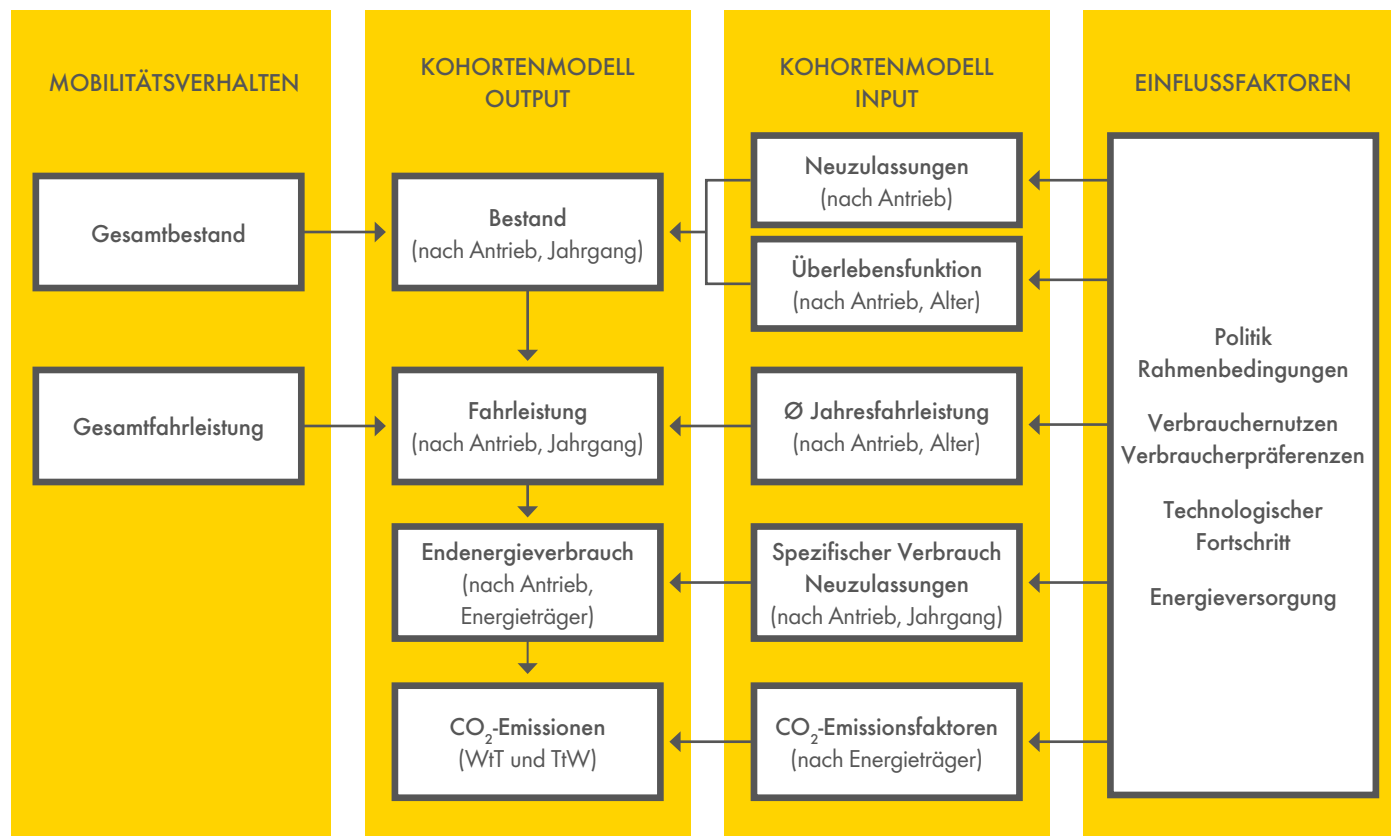 MOBILITÄTSVERHALTEN
Gesamtbestand
Gesamtfahrleistung
KOHORTENMODELL
OUTPUT
Bestand
(nach Antrieb, Jahrgang)
Fahrleistung
(nach Antrieb, Jahrgang)
Endenergieverbrauch
(nach Antrieb,
Energieträger)
CO₂-Emissionen
(WtT und TtW)
KOHORTENMODELL
INPUT
Neuzulassungen
(nach Antrieb)
Überlebensfunktion
(nach Antrieb, Alter)
Ø Jahresfahrleistung
(nach Antrieb, Alter)
Spezifischer Verbrauch
Neuzulassungen
(nach Antrieb, Jahrgang)
CO₂-Emissionsfaktoren
(nach Energieträger)
EINFLUSSFAKTOREN
Politik
Rahmenbedingungen
Verbrauchernutzen
Verbraucherpräferenzen
Technologischer
Fortschritt
Energieversorgung